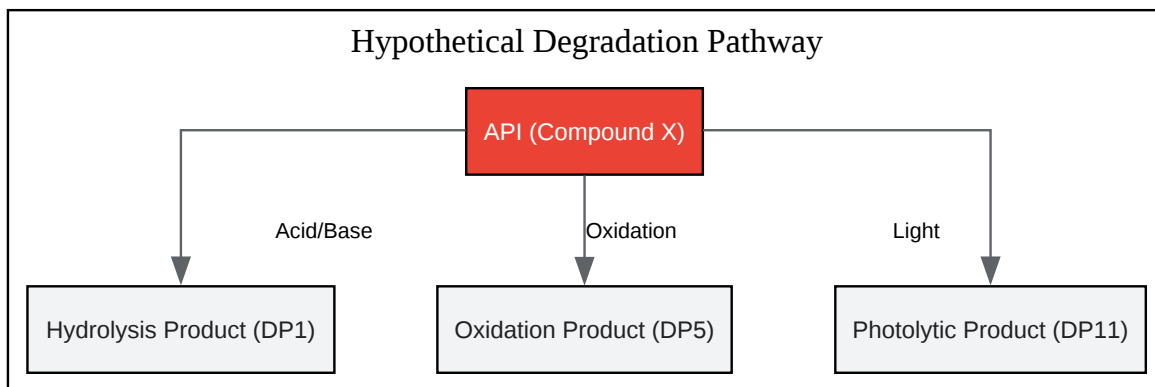 Hypothetical Degradation Pathway
API (Compound X)
Acid/Base
Oxidation
Light
Hydrolysis Product (DP1)
Oxidation Product (DP5)
Photolytic Product (DP11)